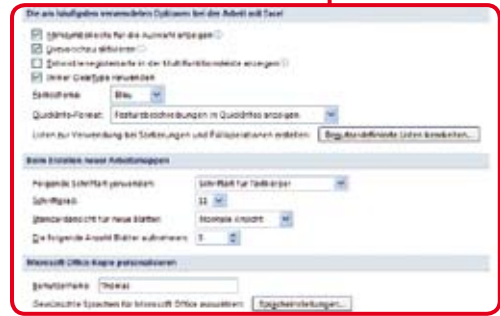 Die am häufigsten verwendeten Optionen bei der Arbeit mit Excel
Minisymbolleiste für die Auswahl anzeigen
Livevorschau aktivieren
Entwicklerregisterkarte in der Multifunktionsleiste anzeigen
Immer ClearType verwenden
Farbschema: Blau
QuickInfo-Format: Featurebeschreibungen in QuickInfos anzeigen
Listen zur Verwendung bei Sortierungen und Fülloperationen erstellen: Benutzerdefinierte Listen bearbeiten...
Beim Erstellen neuer Arbeitsmappen
Folgende Schriftart verwenden: Schriftart für Textkörper
Schriftgrad: 11
Standardansicht für neue Blätter: Normale Ansicht
Die folgende Anzahl Blätter aufnehmen: 3
Microsoft Office-Kopie personalisieren
Benutzername: Thomas
Gewünschte Sprachen für Microsoft Office auswählen: Spracheinstellungen...